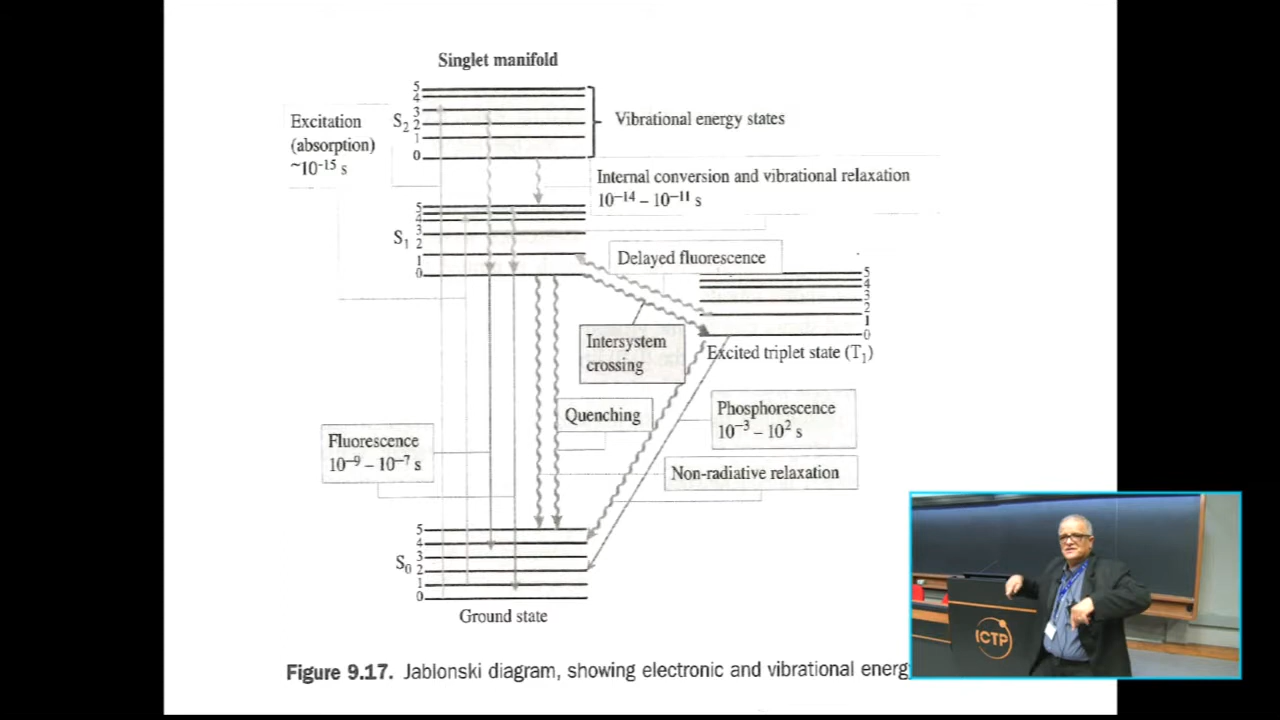 Singlet manifold
5
4
3
S2 2
1
0
Vibrational energy states
Excitation
(absorption)
~10⁻¹⁵ s
Internal conversion and vibrational relaxation
10⁻¹⁴ – 10⁻¹¹ s
5
4
3
S1 2
1
0
Delayed fluorescence
5
4
3
2
1
0
Intersystem
crossing
Excited triplet state (T1)
Quenching
Phosphorescence
10⁻³ – 10² s
Fluorescence
10⁻⁹ – 10⁻⁷ s
Non-radiative relaxation
5
4
3
S0 2
1
0
Ground state
ICTP
Figure 9.17. Jablonski diagram, showing electronic and vibrational